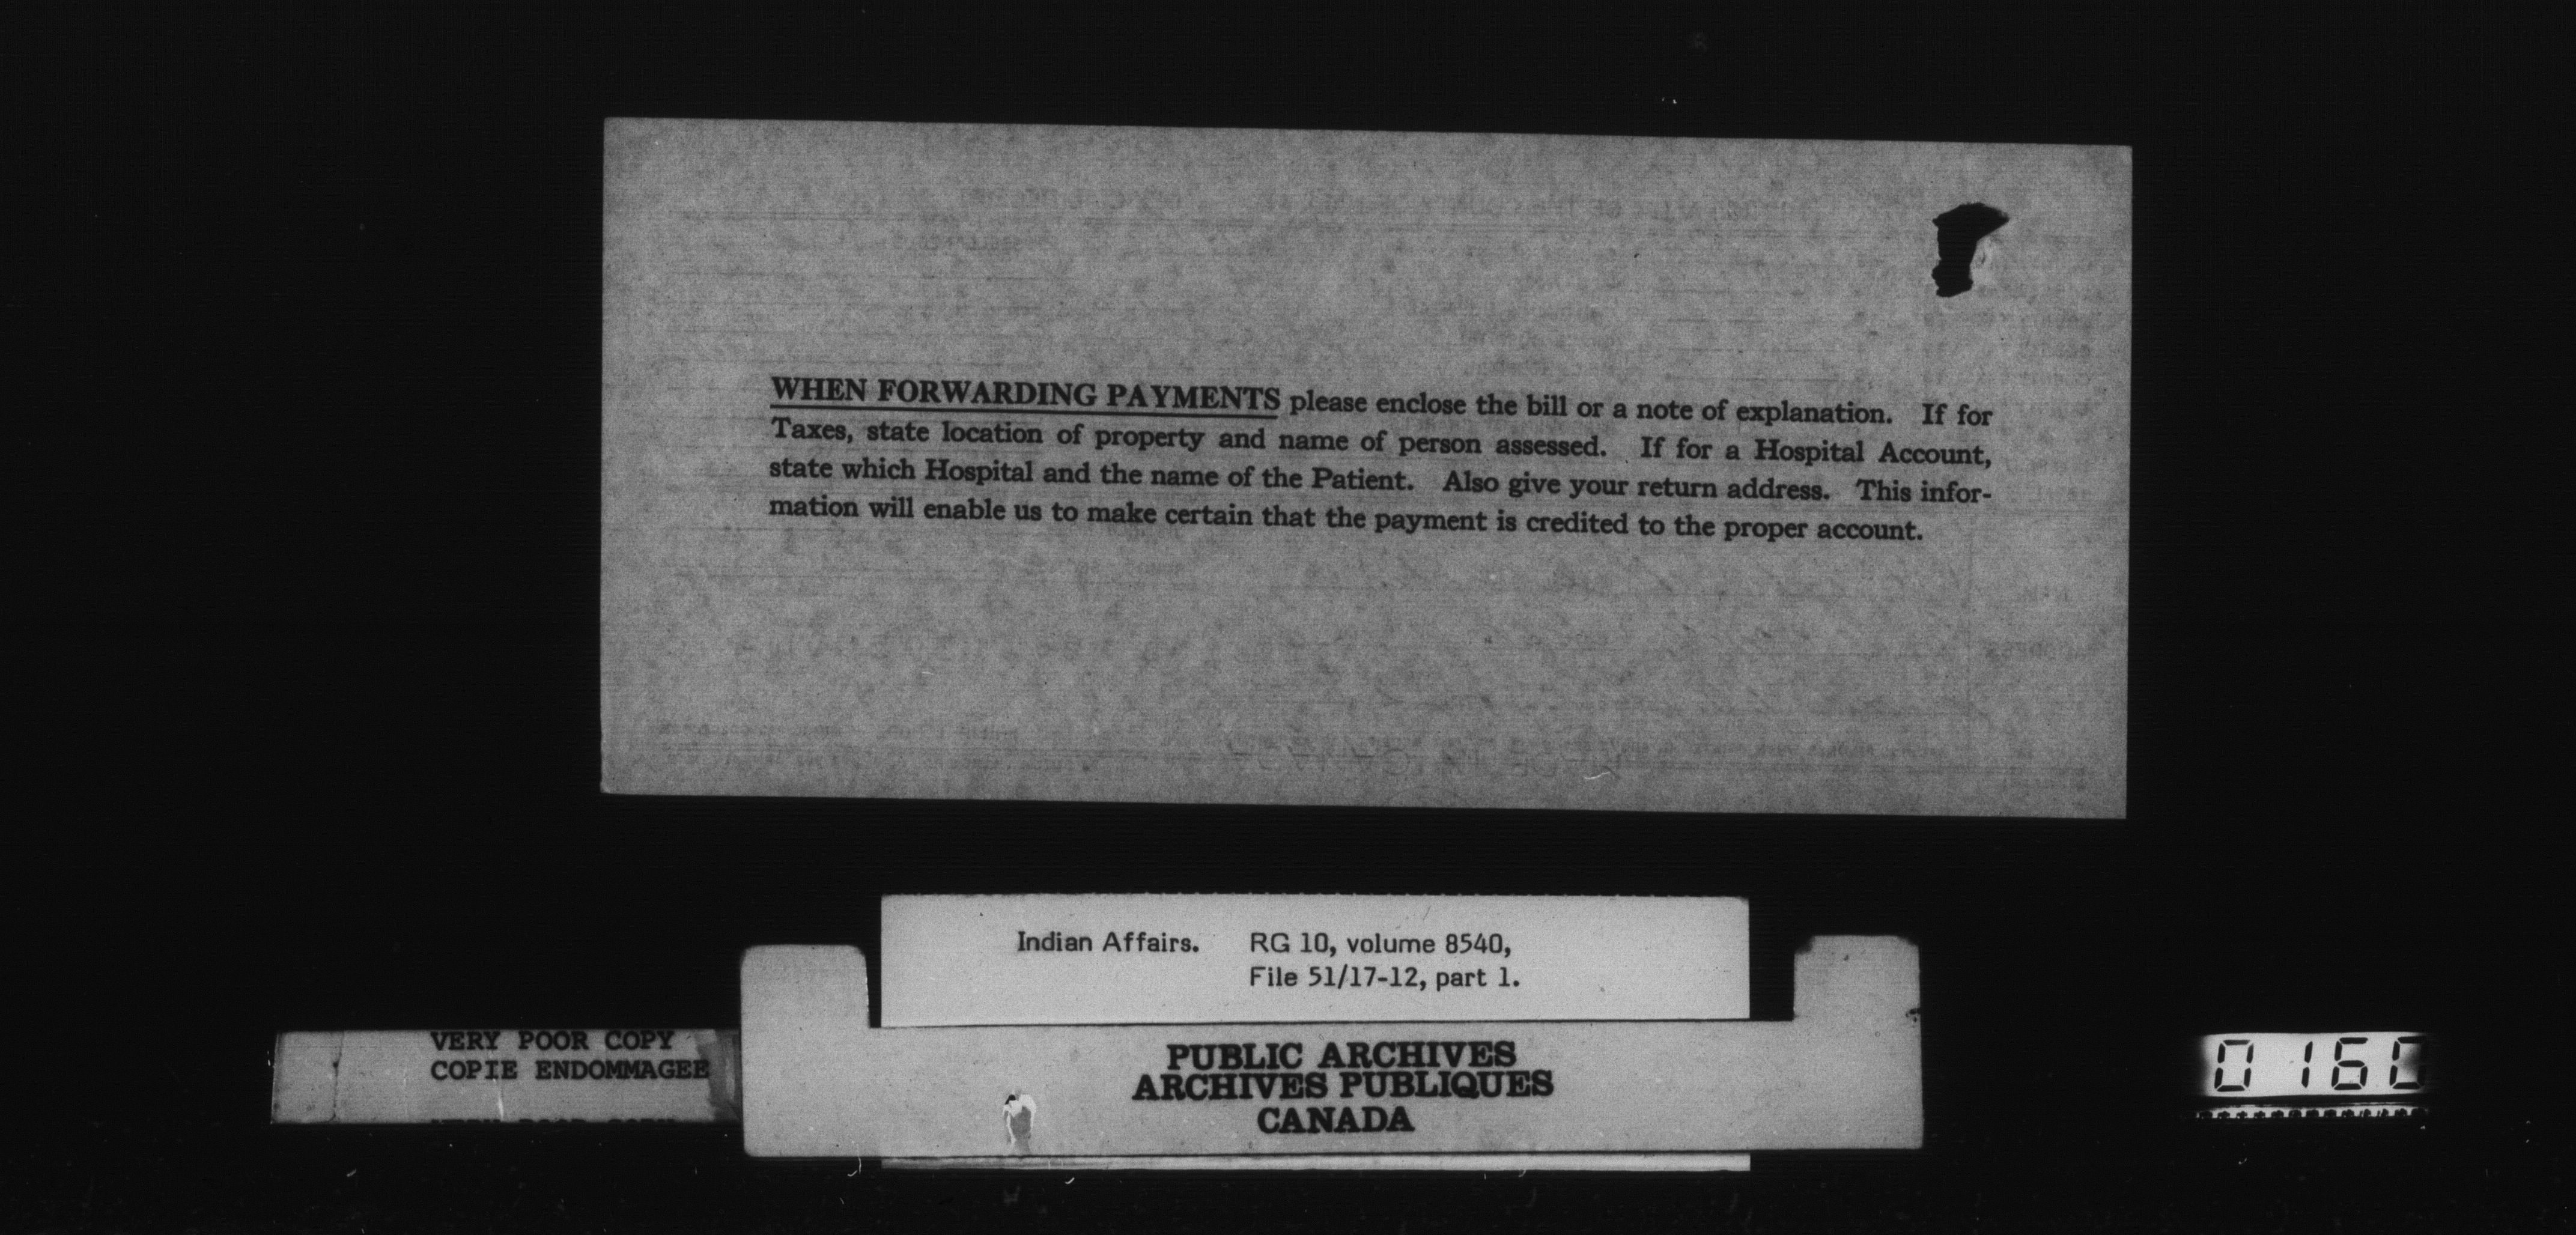 WHEN FORWARDING PAYMENTS please enclose the bill or a note of explanation. If for
Taxes, state location of property and name of person assessed. If for a Hospital Account,
state which Hospital and the name of the Patient. Also give your return address. This infor-
mation will enable us to make certain that the payment is credited to the proper account.
Indian Affairs. RG 10, volume 8540,
File 51/17-12, part 1.
VERY POOR COPY
COPIE ENDOMMAGEE
PUBLIC ARCHIVES
ARCHIVES PUBLIQUES
CANADA
0160